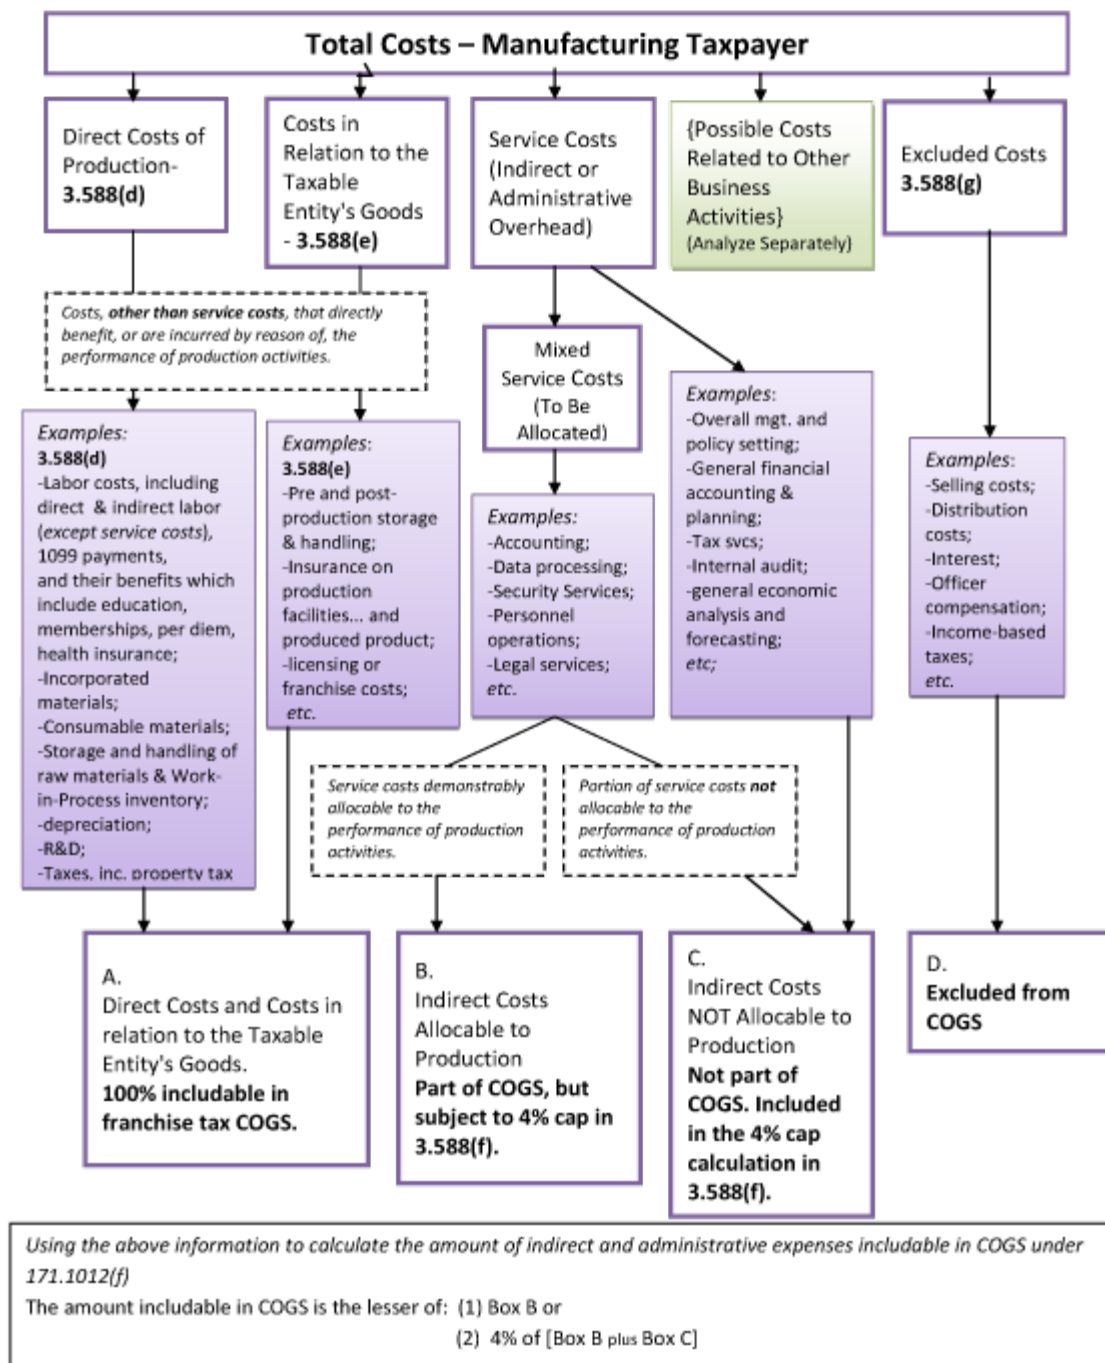 Total Costs – Manufacturing Taxpayer
Direct Costs of
Production-
3.588(d)
Costs in
Relation to the
Taxable
Entity's Goods
- 3.588(e)
Service Costs
(Indirect or
Administrative
Overhead)
{Possible Costs
Related to Other
Business
Activities}
(Analyze Separately)
Excluded Costs
3.588(g)
Costs, other than service costs, that directly
benefit, or are incurred by reason of, the
performance of production activities.
Mixed
Service Costs
(To Be
Allocated)
Examples:
3.588(d)
-Labor costs, including
direct & indirect labor
(except service costs),
1099 payments,
and their benefits which
include education,
memberships, per diem,
health insurance;
-Incorporated
materials;
-Consumable materials;
-Storage and handling of
raw materials & Work-
in-Process inventory;
-depreciation;
-R&D;
-Taxes, inc. property tax
Examples:
3.588(e)
-Pre and post-
production storage
& handling;
-Insurance on
production
facilities... and
produced product;
-licensing or
franchise costs;
etc.
Examples:
-Accounting;
-Data processing;
-Security Services;
-Personnel
operations;
-Legal services;
etc.
Examples:
-Overall mgt. and
policy setting;
-General financial
accounting &
planning;
-Tax svcs;
-Internal audit;
-general economic
analysis and
forecasting;
etc;
Examples:
-Selling costs;
-Distribution
costs;
-Interest;
-Officer
compensation;
-Income-based
taxes;
etc.
Service costs demonstrably
allocable to the
performance of production
activities.
Portion of service costs not
allocable to the
performance of production
activities.
A.
Direct Costs and Costs in
relation to the Taxable
Entity's Goods.
100% includable in
franchise tax COGS.
B.
Indirect Costs
Allocable to
Production
Part of COGS, but
subject to 4% cap in
3.588(f).
C.
Indirect Costs
NOT Allocable to
Production
Not part of
COGS. Included
in the 4% cap
calculation in
3.588(f).
D.
Excluded from
COGS
Using the above information to calculate the amount of indirect and administrative expenses includable in COGS under
171.1012(f)
The amount includable in COGS is the lesser of: (1) Box B or
(2) 4% of [Box B plus Box C]